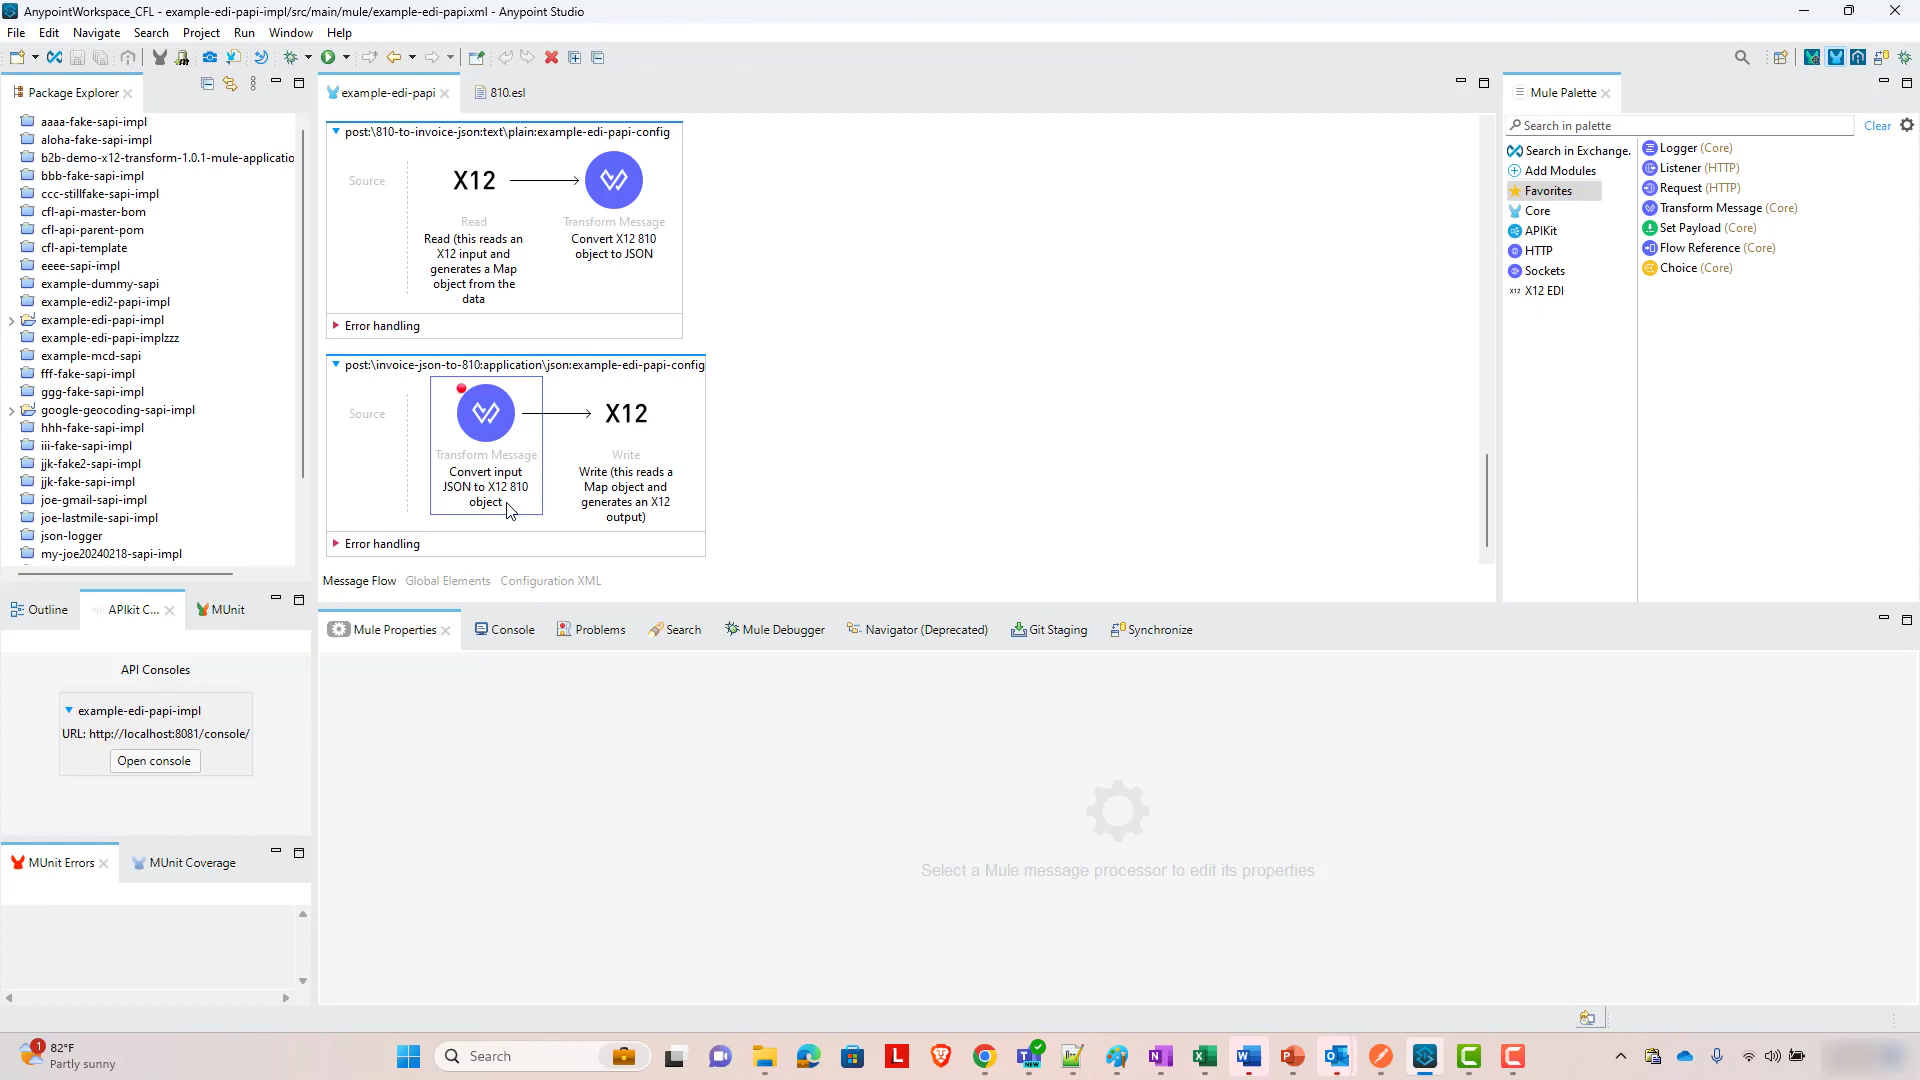 AnypointWorkspace_CFL - example-edi-papi-impl/src/main/mule/example-edi-papi.xml - Anypoint Studio
File Edit Navigate Search Project Run Window Help
Package Explorer
aaaa-fake-sapi-impl
aloha-fake-sapi-impl
b2b-demo-x12-transform-1.0.1-mule-applicatio
bbb-fake-sapi-impl
ccc-stillfake-sapi-impl
cfl-api-master-bom
cfl-api-parent-pom
cfl-api-template
eeee-sapi-impl
example-dummy-sapi
example-edi2-papi-impl
example-edi-papi-impl
example-edi-papi-implzzz
example-mcd-sapi
fff-fake-sapi-impl
ggg-fake-sapi-impl
google-geocoding-sapi-impl
hhh-fake-sapi-impl
iii-fake-sapi-impl
jjk-fake2-sapi-impl
jjk-fake-sapi-impl
joe-gmail-sapi-impl
joe-lastmile-sapi-impl
json-logger
my-joe20240218-sapi-impl
example-edi-papi
810.esl
post:\810-to-invoice-json:text\plain:example-edi-papi-config
Source
X12
Read
Read (this reads an
X12 input and
generates a Map
object from the
data
Transform Message
Convert X12 810
object to JSON
Error handling
post:\invoice-json-to-810:application\json:example-edi-papi-config
Source
Transform Message
Convert input
JSON to X12 810
object
X12
Write
Write (this reads a
Map object and
generates an X12
output)
Error handling
Message Flow Global Elements Configuration XML
Mule Palette
Search in palette
Clear
Search in Exchange.
Add Modules
Favorites
Core
APIKit
HTTP
Sockets
X12 X12 EDI
Logger (Core)
Listener (HTTP)
Request (HTTP)
Transform Message (Core)
Set Payload (Core)
Flow Reference (Core)
Choice (Core)
Outline APIkit C... MUnit
API Consoles
example-edi-papi-impl
URL: http://localhost:8081/console/
Open console
MUnit Errors MUnit Coverage
Mule Properties Console Problems Search Mule Debugger Navigator (Deprecated) Git Staging Synchronize
Select a Mule message processor to edit its properties
1
82°F
Partly sunny
Search
L
NEW